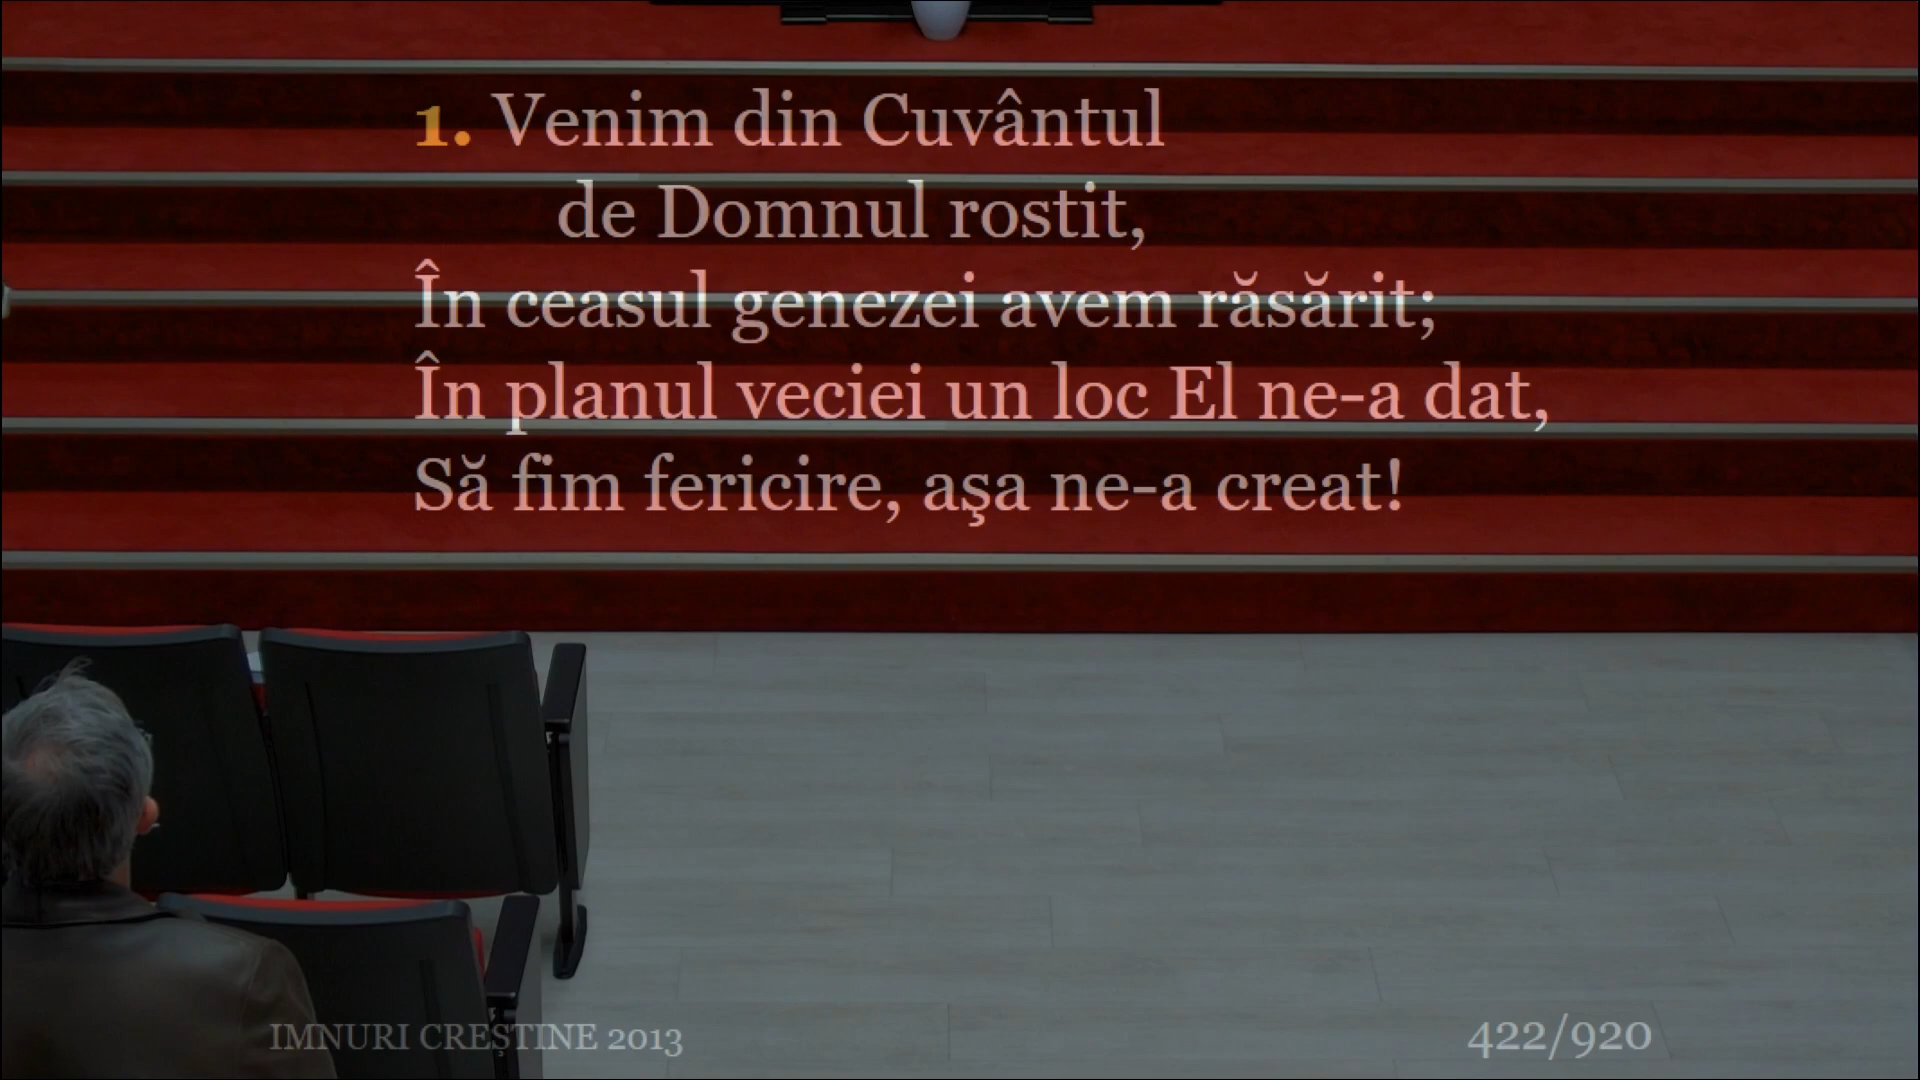 1. Venim din Cuvântul
de Domnul rostit,
În ceasul genezei avem răsărit;
În planul veciei un loc El ne-a dat,
Să fim fericire, aşa ne-a creat!
IMNURI CREȘTINE 2013
422/920